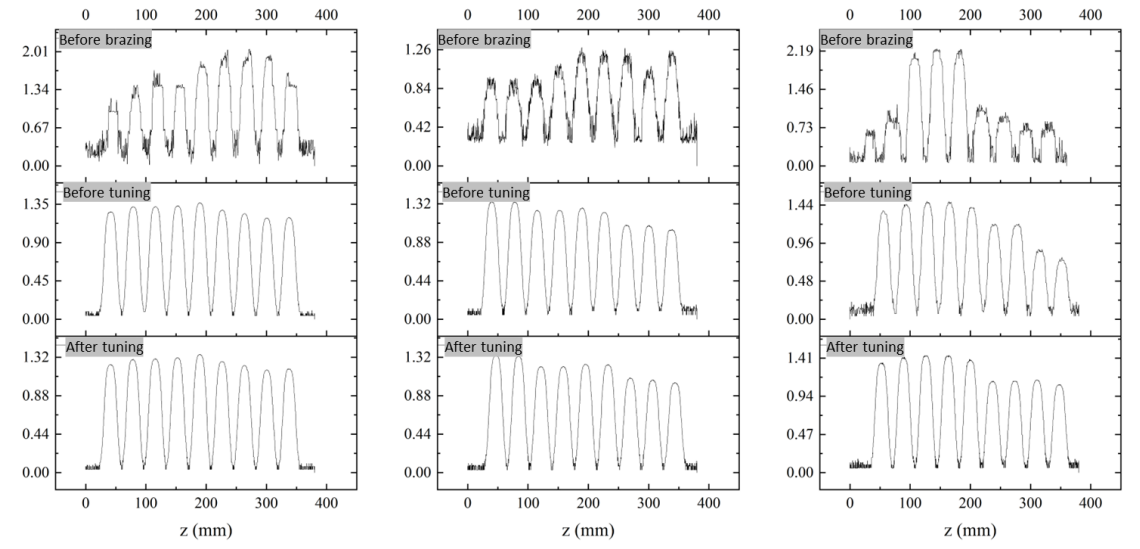 0 100 200 300 400
0 100 200 300 400
0 100 200 300 400
Before brazing
2.01
1.34
0.67
0.00
Before brazing
1.26
0.84
0.42
0.00
Before brazing
2.19
1.46
0.73
0.00
Before tuning
1.35
0.90
0.45
0.00
Before tuning
1.32
0.88
0.44
0.00
Before tuning
1.44
0.96
0.48
0.00
After tuning
1.32
0.88
0.44
0.00
After tuning
1.32
0.88
0.44
0.00
After tuning
1.41
0.94
0.47
0.00
0 100 200 300 400
0 100 200 300 400
0 100 200 300 400
z (mm)
z (mm)
z (mm)